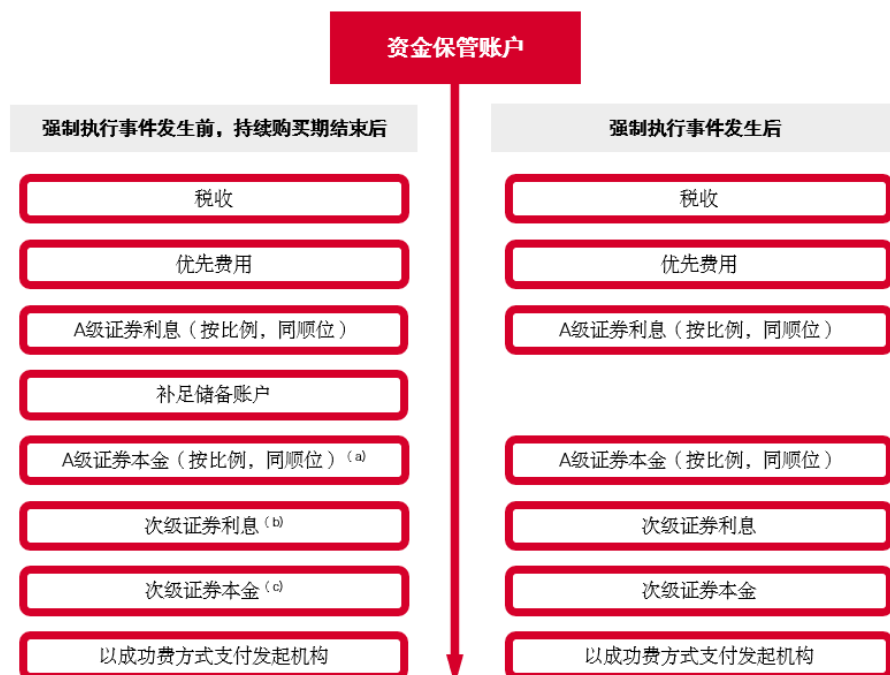 资金保管账户
强制执行事件发生前，持续购买期结束后
税收
优先费用
A级证券利息（按比例，同顺位）
补足储备账户
A级证券本金（按比例，同顺位）（a）
次级证券利息（b）
次级证券本金（c）
以成功费方式支付发起机构
强制执行事件发生后
税收
优先费用
A级证券利息（按比例，同顺位）
A级证券本金（按比例，同顺位）
次级证券利息
次级证券本金
以成功费方式支付发起机构